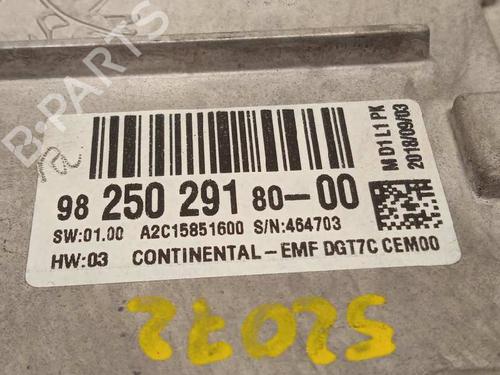 98 250 291 80-00
SW:01.00 A2C15851600 S/N:464703
HW:03 CONTINENTAL-EMF DGT7C CEM00
M D1 L1 PK
2018/09/03
52072
B-PARTS